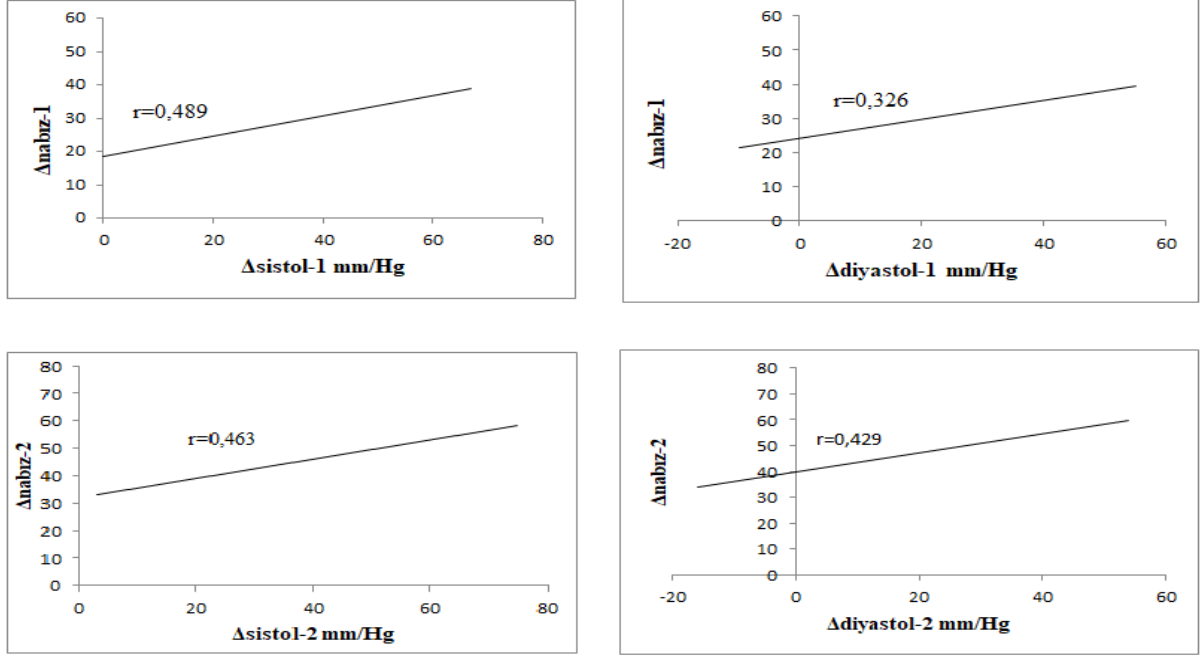 60
50
40
30
20
10
0
r=0,489
Δnabız-1
0 20 40 60 80
Δsistol-1 mm/Hg
60
50
40
30
20
10
0
r=0,326
Δnabız-1
-20 0 20 40 60
Δdiyastol-1 mm/Hg
80
70
60
50
40
30
20
10
0
r=0,463
Δnabız-2
0 20 40 60 80
Δsistol-2 mm/Hg
80
70
60
50
40
30
20
10
0
r=0,429
Δnabız-2
-20 0 20 40 60
Δdiyastol-2 mm/Hg